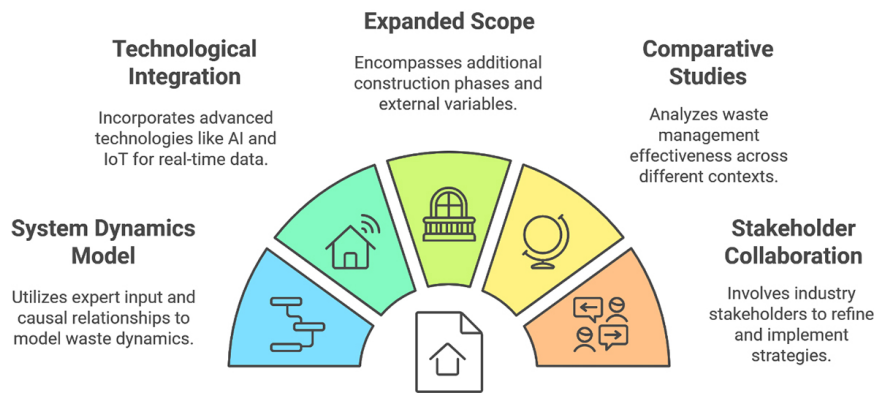 Expanded Scope
Encompasses additional
construction phases and
external variables.
Technological
Integration
Incorporates advanced
technologies like AI and
IoT for real-time data.
Comparative
Studies
Analyzes waste
management
effectiveness across
different contexts.
System Dynamics
Model
Utilizes expert input and
causal relationships to
model waste dynamics.
Stakeholder
Collaboration
Involves industry
stakeholders to refine
and implement
strategies.